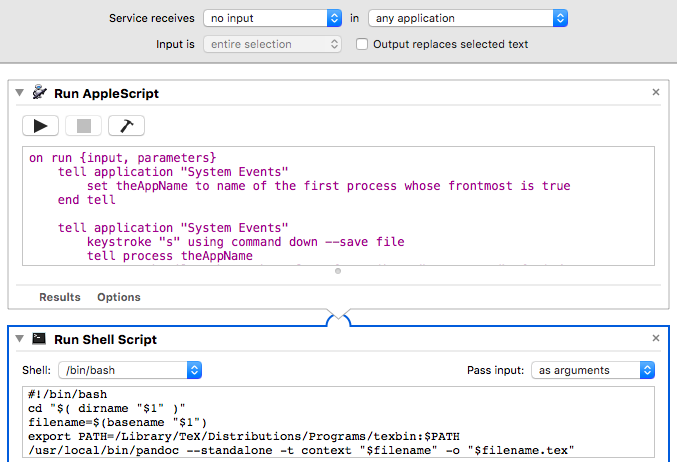 Service receives no input in any application
Input is entire selection Output replaces selected text
Run AppleScript
on run {input, parameters}
tell application "System Events"
set theAppName to name of the first process whose frontmost is true
end tell
tell application "System Events"
keystroke "s" using command down --save file
tell process theAppName
Results Options
Run Shell Script
Shell: /bin/bash Pass input: as arguments
#!/bin/bash
cd "$( dirname "$1" )"
filename=$(basename "$1")
export PATH=/Library/TeX/Distributions/Programs/texbin:$PATH
/usr/local/bin/pandoc --standalone -t context "$filename" -o "$filename.tex"